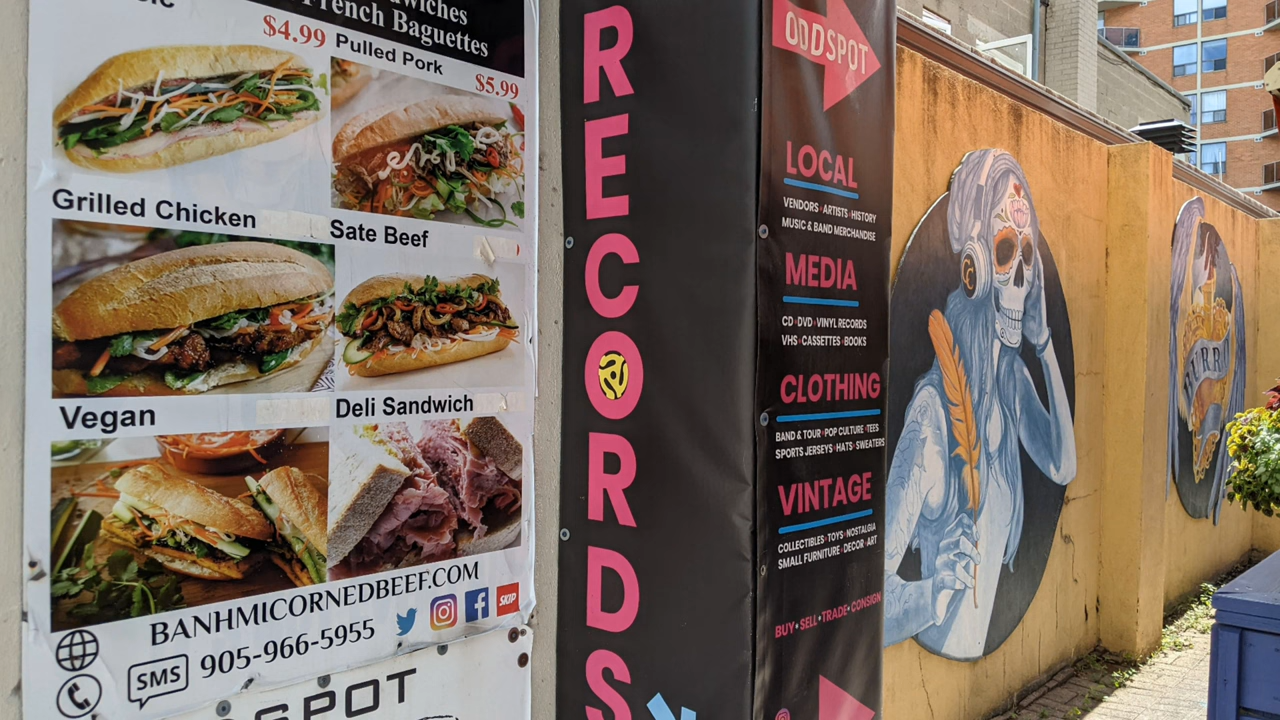 French Baguettes
$4.99
Pulled Pork
$5.99
Grilled Chicken
Sate Beef
Vegan
Deli Sandwich
BANHMICORNEDBEEF.COM
SMS
905-966-5955
SKIP
SPOT
RECORDS
ODDSPOT
LOCAL
VENDORS•ARTISTS•HISTORY
MUSIC & BAND MERCHANDISE
MEDIA
CD•DVD•VINYL RECORDS
VHS•CASSETTES•BOOKS
CLOTHING
BAND & TOUR•POP CULTURE•TEES
SPORTS JERSEYS•HATS•SWEATERS
VINTAGE
COLLECTIBLES•TOYS•NOSTALGIA
SMALL FURNITURE•DECOR•ART
BUY•SELL•TRADE•CONSIGN